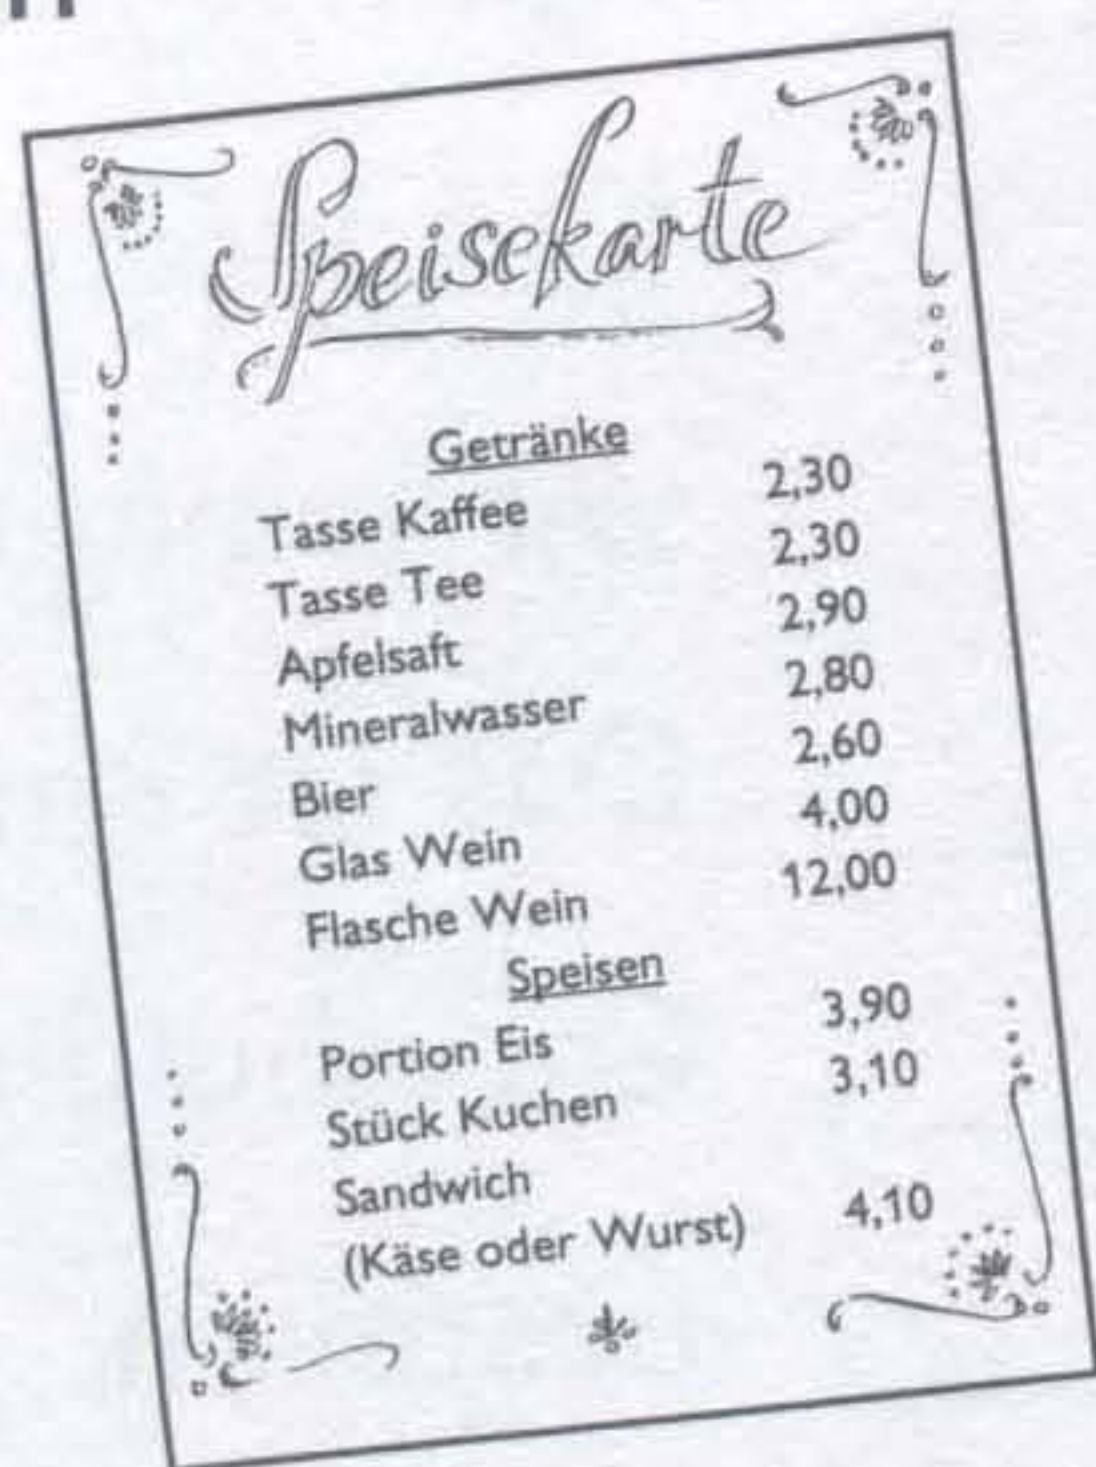 Speisekarte
Getränke
Tasse Kaffee 2,30
Tasse Tee 2,30
Apfelsaft 2,90
Mineralwasser 2,80
Bier 2,60
Glas Wein 4,00
Flasche Wein 12,00
Speisen
Portion Eis 3,90
Stück Kuchen 3,10
Sandwich
(Käse oder Wurst) 4,10